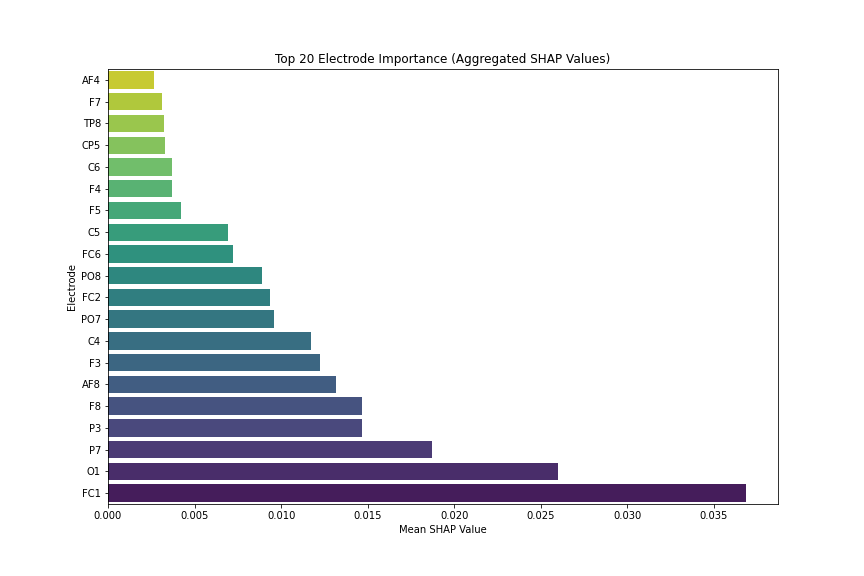 Top 20 Electrode Importance (Aggregated SHAP Values)
Electrode
AF4
F7
TP8
CP5
C6
F4
F5
C5
FC6
PO8
FC2
PO7
C4
F3
AF8
F8
P3
P7
O1
FC1
0.000 0.005 0.010 0.015 0.020 0.025 0.030 0.035
Mean SHAP Value